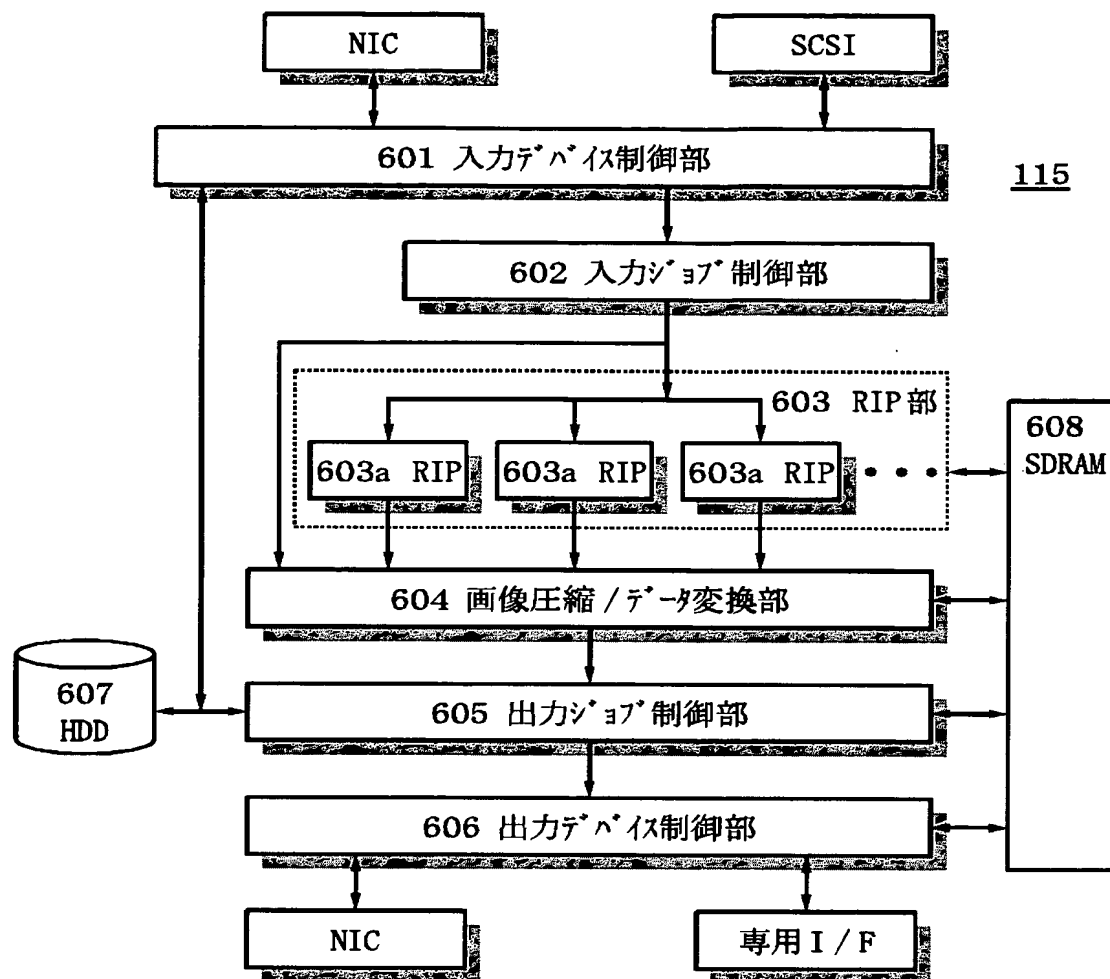 NIC
SCSI
601 入力ﾃﾞﾊﾞｲｽ制御部
115
602 入力ｼﾞｮﾌﾞ制御部
603 RIP部
603a RIP
603a RIP
603a RIP
•••
608
SDRAM
604 画像圧縮/ﾃﾞｰﾀ変換部
607
HDD
605 出力ｼﾞｮﾌﾞ制御部
606 出力ﾃﾞﾊﾞｲｽ制御部
NIC
専用I/F